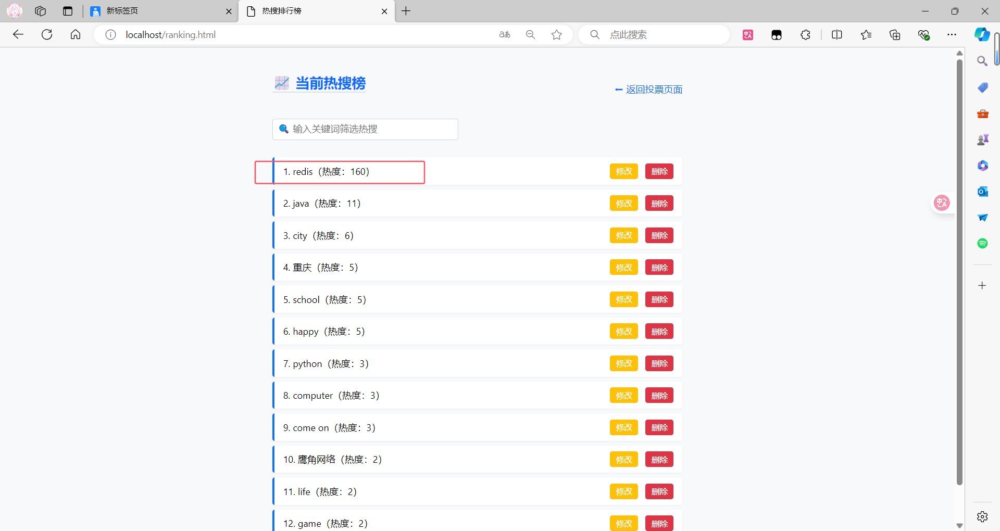 新标签页
热搜排行榜
localhost/ranking.html
点此搜索
当前热搜榜
← 返回投票页面
输入关键词筛选热搜
1. redis（热度：160）
修改 删除
2. java（热度：11）
修改 删除
3. city（热度：6）
修改 删除
4. 重庆（热度：5）
修改 删除
5. school（热度：5）
修改 删除
6. happy（热度：5）
修改 删除
7. python（热度：3）
修改 删除
8. computer（热度：3）
修改 删除
9. come on（热度：3）
修改 删除
10. 鹰角网络（热度：2）
修改 删除
11. life（热度：2）
修改 删除
12. game（热度：2）
修改 删除